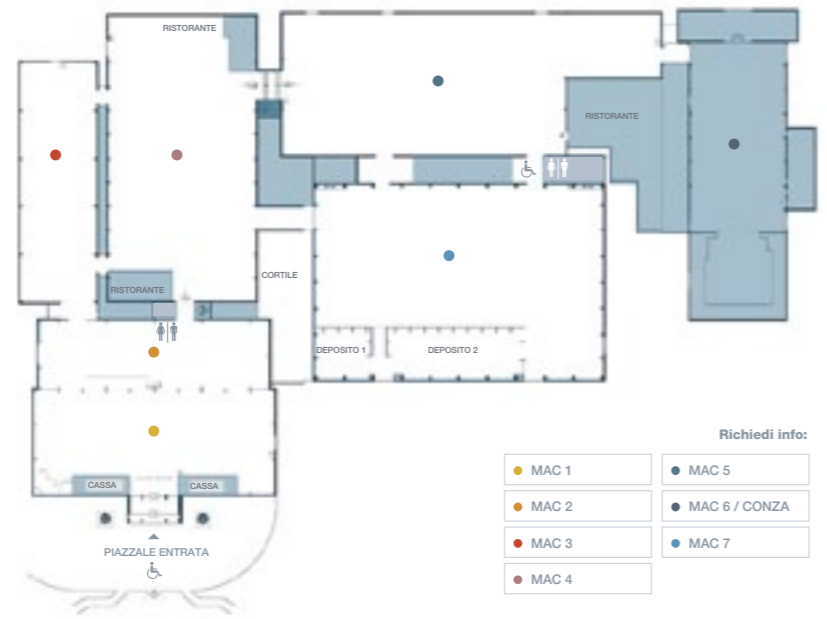 RISTORANTE
RISTORANTE
CORTILE
RISTORANTE
DEPOSITO 1
DEPOSITO 2
CASSA
CASSA
PIAZZALE ENTRATA
Richiedi info:
MAC 1
MAC 2
MAC 3
MAC 4
MAC 5
MAC 6 / CONZA
MAC 7